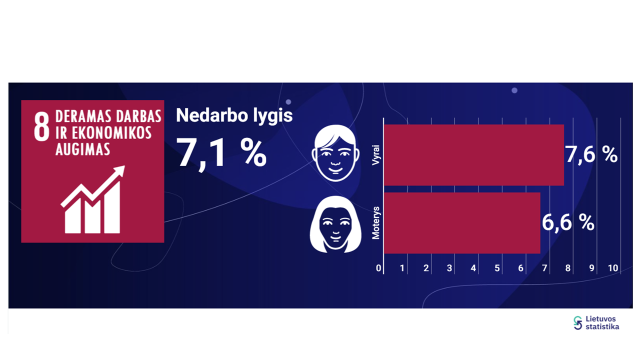 8 DERAMAS DARBAS
IR EKONOMIKOS
AUGIMAS
Nedarbo lygis
7,1 %
Vyrai
7,6 %
Moterys
6,6 %
0 1 2 3 4 5 6 7 8 9 10
Lietuvos
statistika